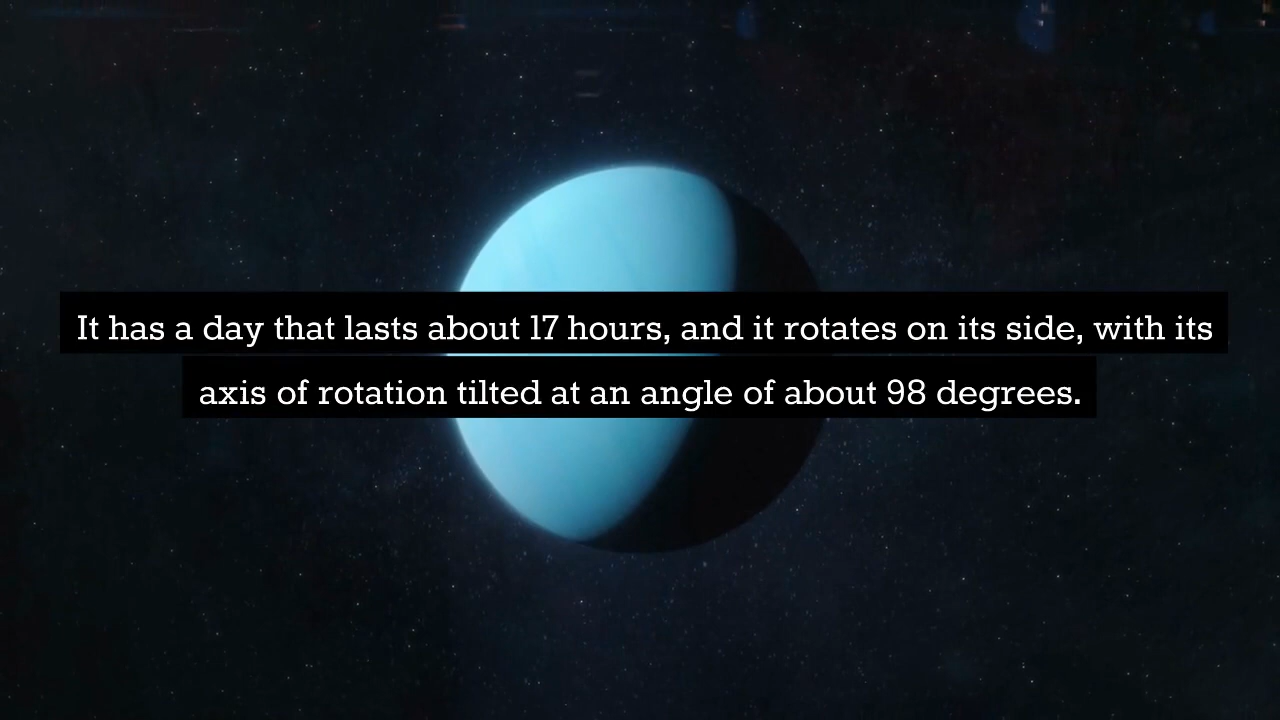 It has a day that lasts about 17 hours, and it rotates on its side, with its
axis of rotation tilted at an angle of about 98 degrees.